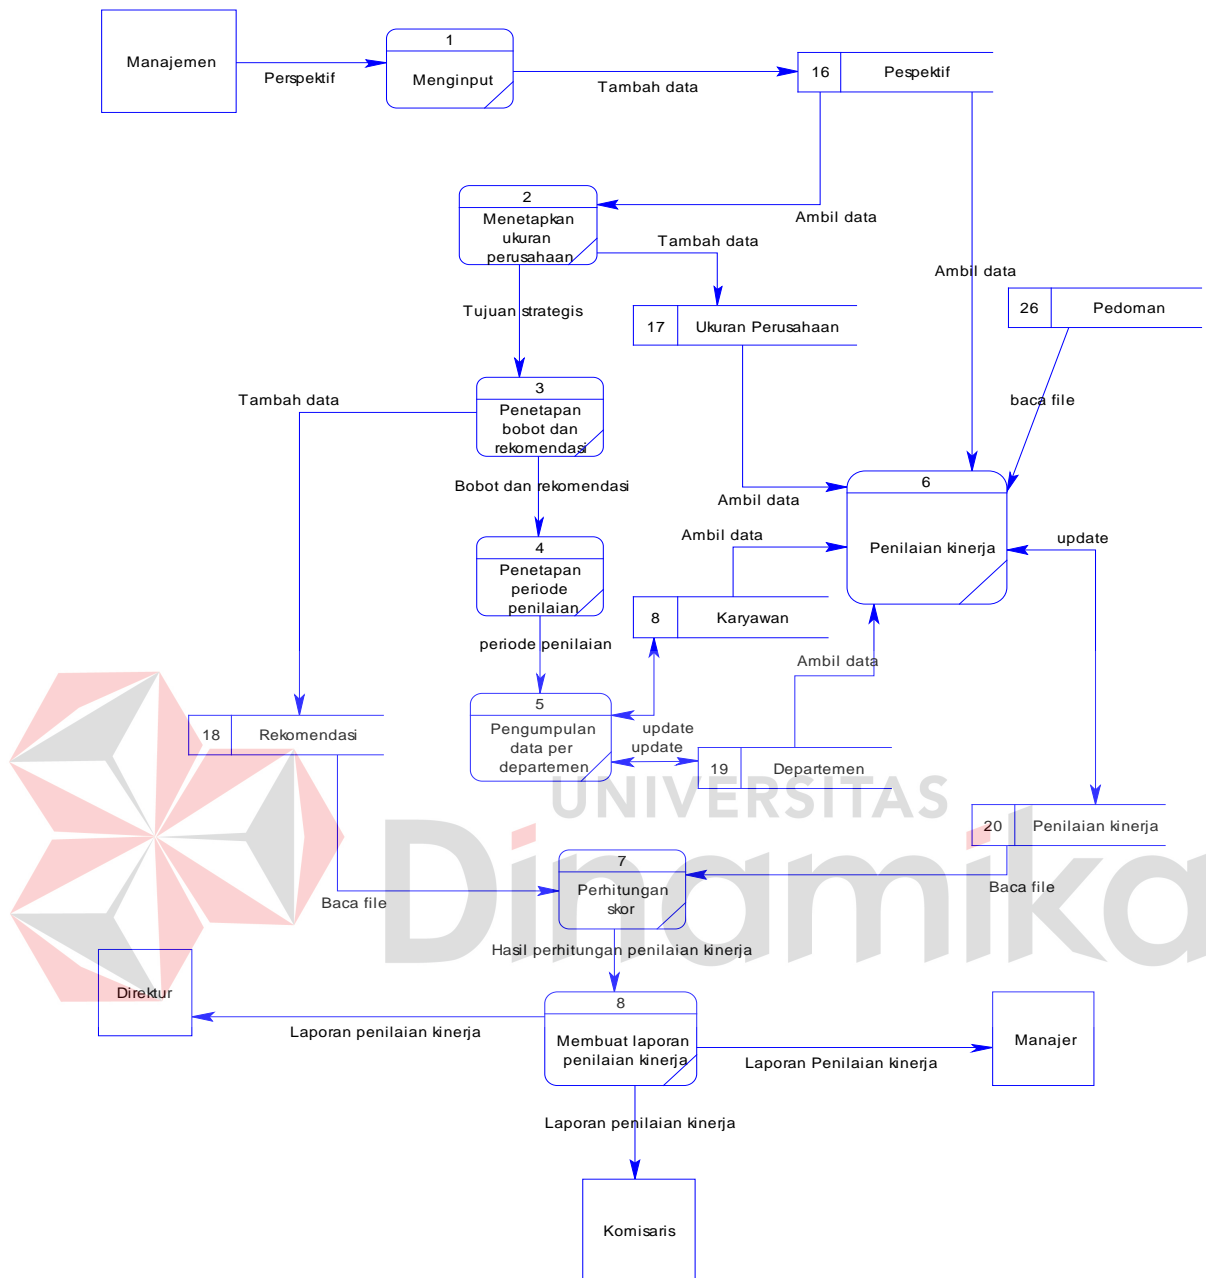 Manajemen
Perspektif
1
Menginput
Tambah data
16
Pespektif
2
Menetapkan
ukuran
perusahaan
Ambil data
Tambah data
Ambil data
Tujuan strategis
17
Ukuran Perusahaan
26
Pedoman
3
Penetapan
bobot dan
rekomendasi
Tambah data
baca file
Bobot dan rekomendasi
Ambil data
6
Penilaian kinerja
4
Penetapan
periode
penilaian
Ambil data
update
8
Karyawan
periode penilaian
Ambil data
5
Pengumpulan
data per
departemen
update
update
18
Rekomendasi
19
Departemen
UNIVERSITAS
Dinamika
20
Penilaian kinerja
7
Perhitungan
skor
Baca file
Baca file
Hasil perhitungan penilaian kinerja
Direktur
8
Membuat laporan
penilaian kinerja
Laporan penilaian kinerja
Manajer
Laporan Penilaian kinerja
Laporan penilaian kinerja
Komisaris